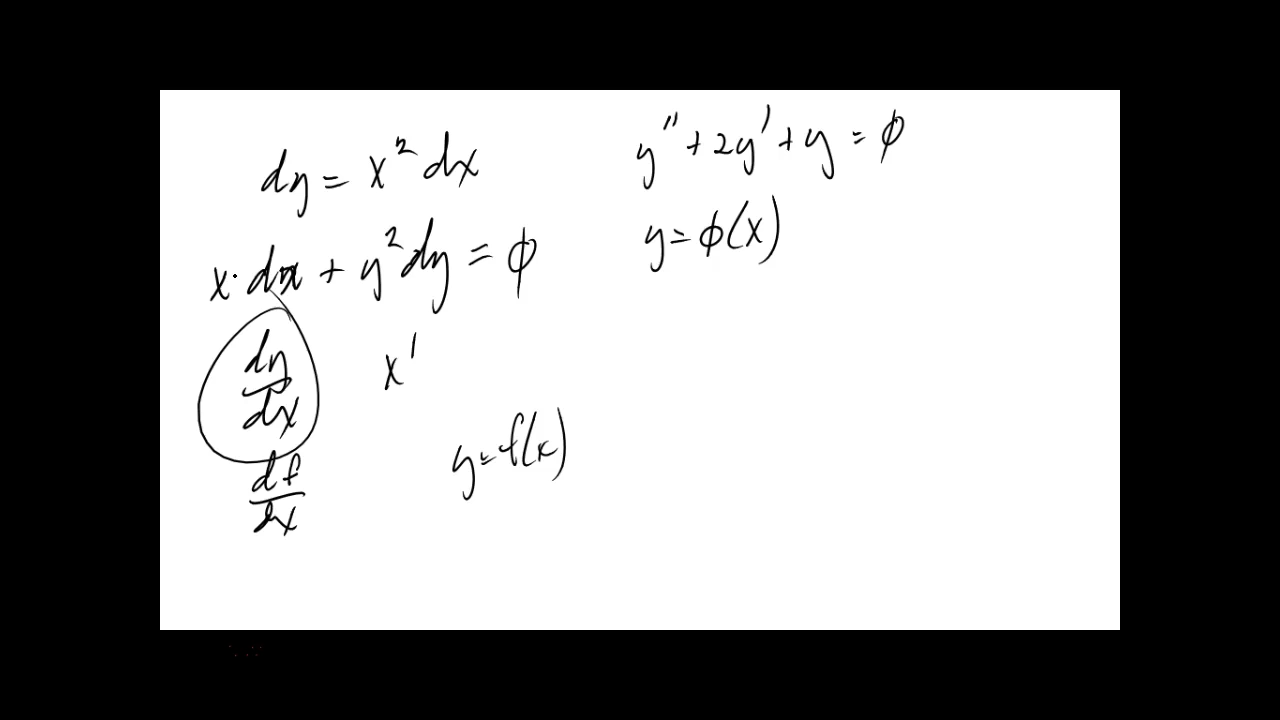 dy = x² dx
x · dx + y² dy = ϕ
dy/dx
x'
df/dx
y = f(x)
y'' + 2y' + y = ϕ
y = ϕ(x)